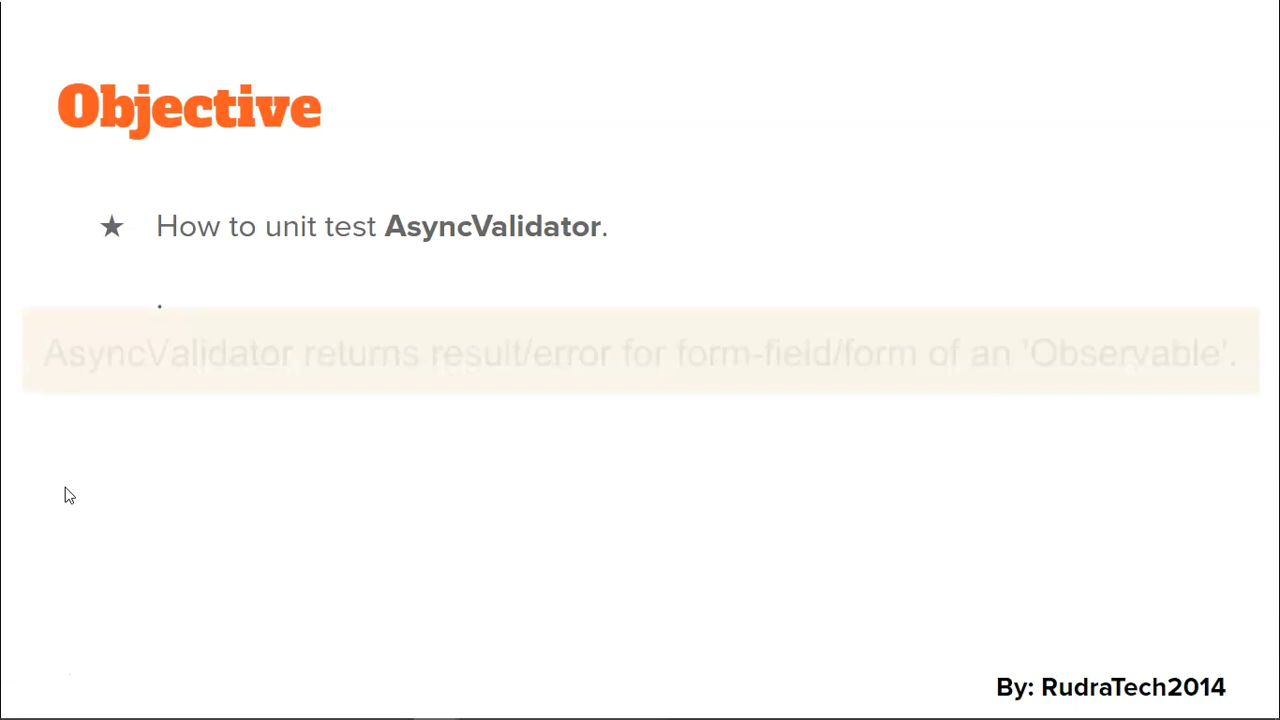 Objective
★ How to unit test AsyncValidator.
.
AsyncValidator returns result/error for form-field/form of an 'Observable'.
By: RudraTech2014